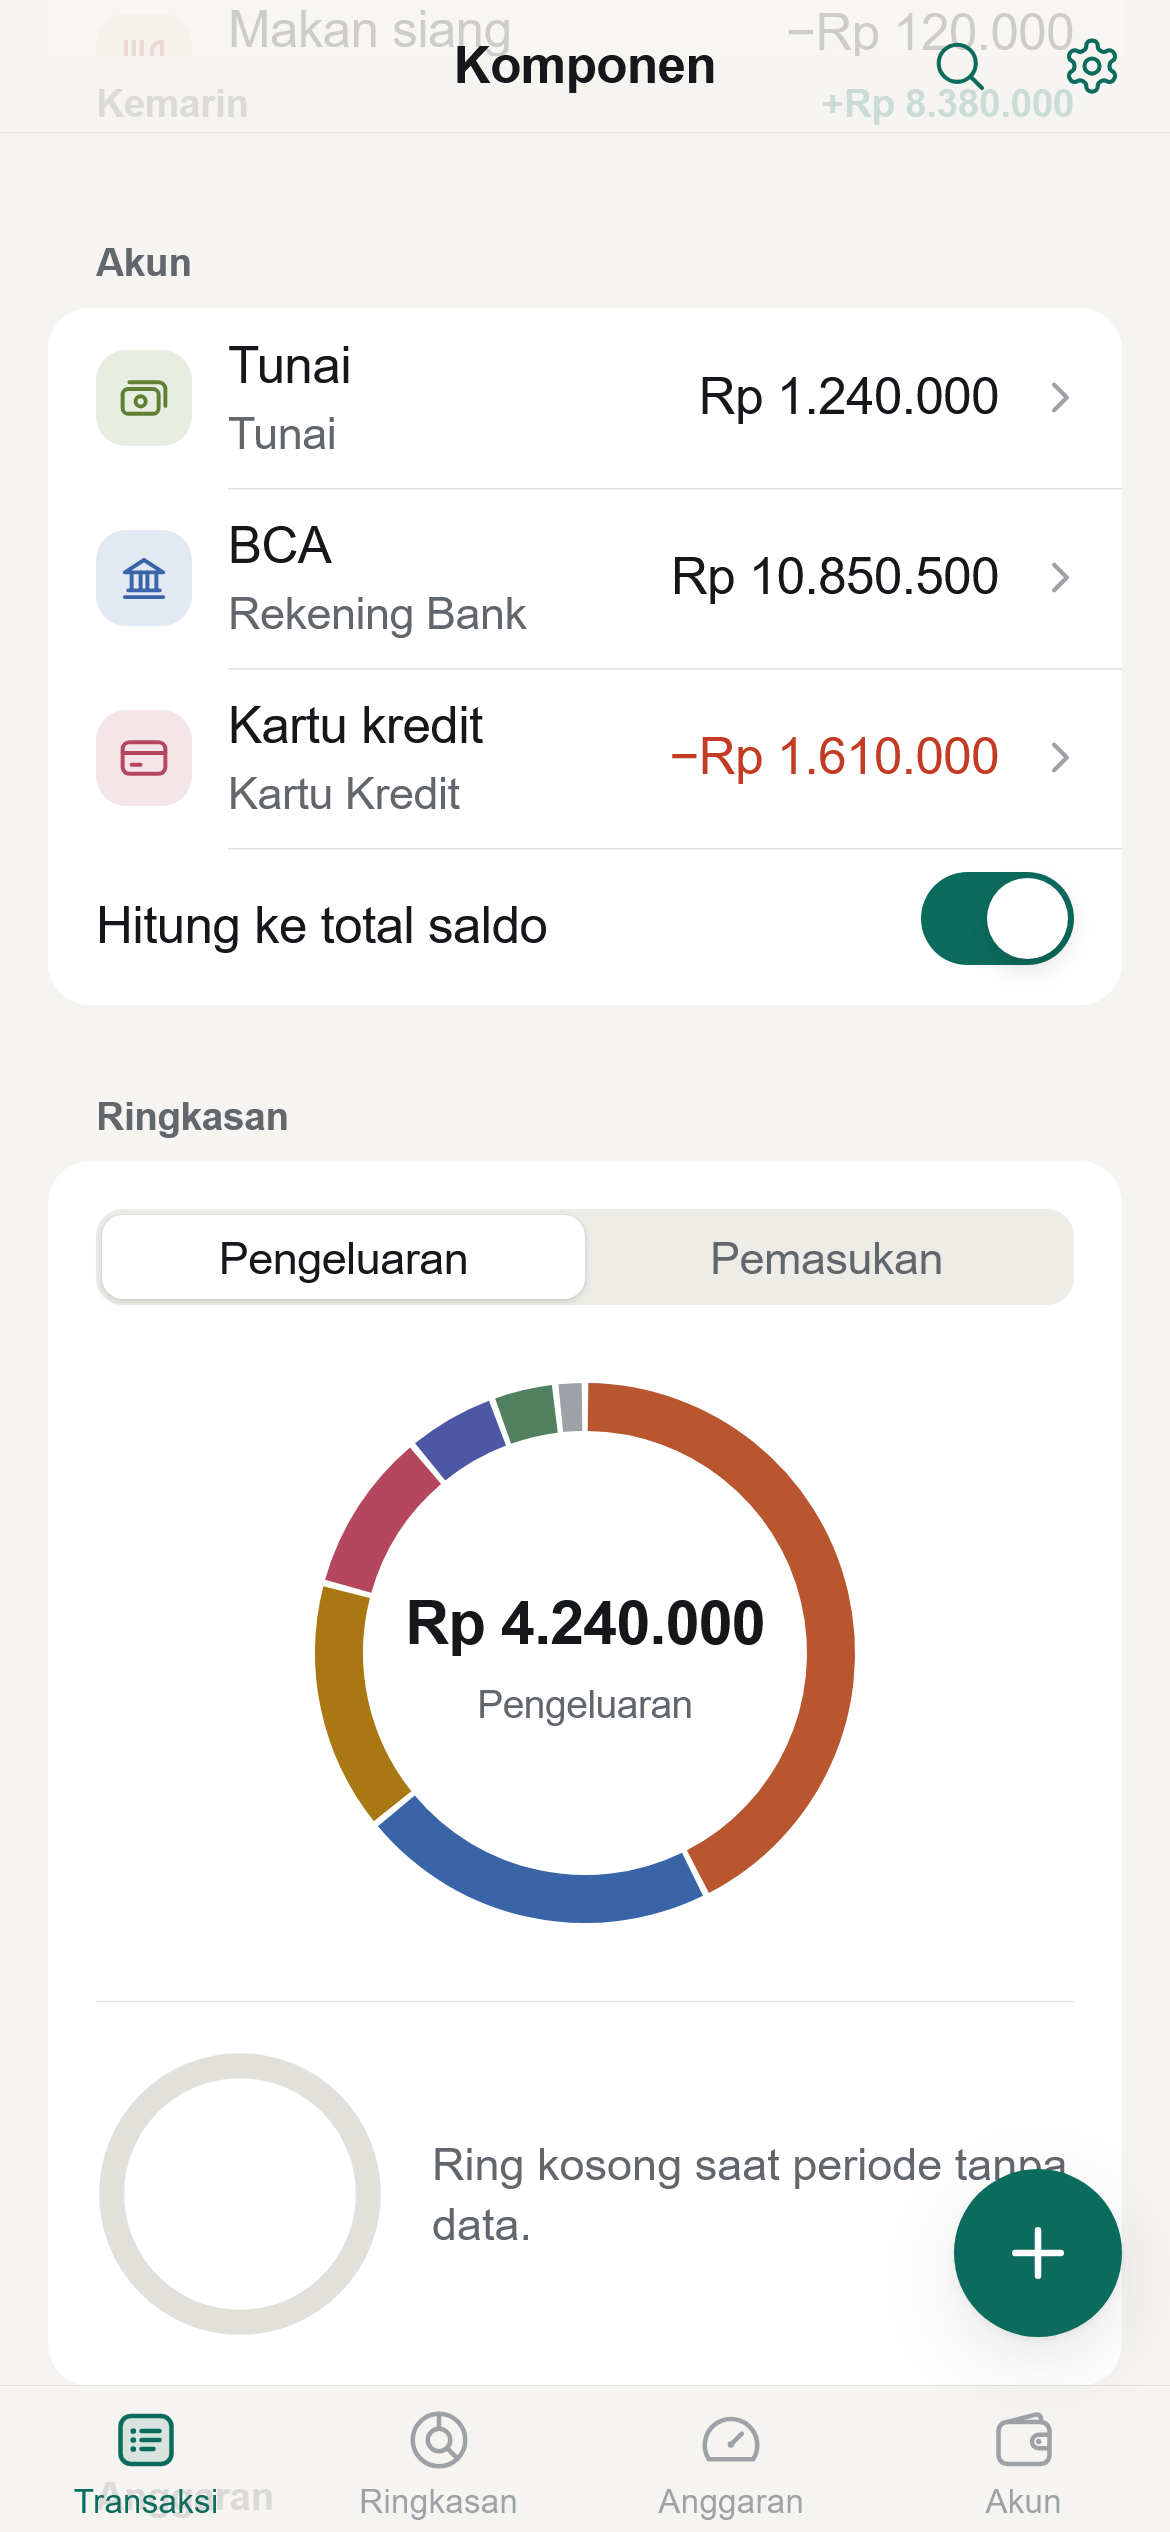 Makan siang
−Rp 120.000
Komponen
Kemarin
+Rp 8.380.000
Akun
Tunai
Tunai
Rp 1.240.000
BCA
Rekening Bank
Rp 10.850.500
Kartu kredit
Kartu Kredit
−Rp 1.610.000
Hitung ke total saldo
Ringkasan
Pengeluaran
Pemasukan
Rp 4.240.000
Pengeluaran
Ring kosong saat periode tanpa
data.
Anggaran
Transaksi
Ringkasan
Anggaran
Akun